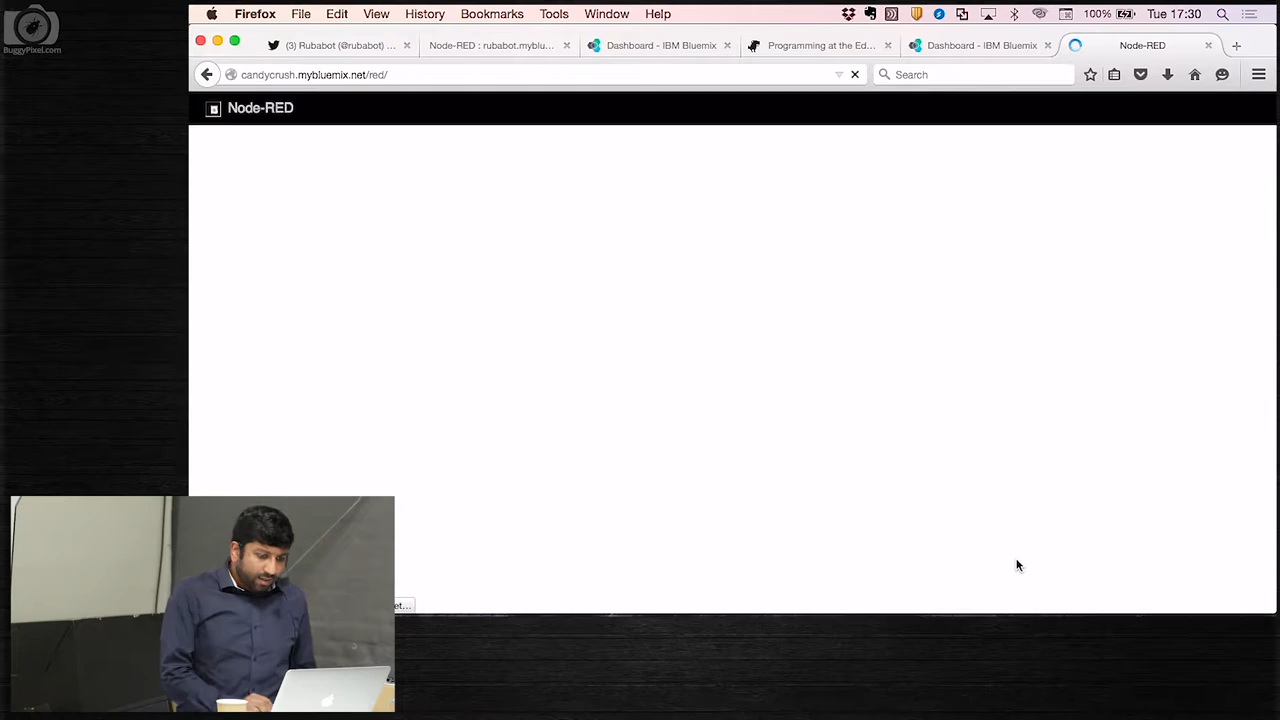 BuggyPixel.com
Firefox File Edit View History Bookmarks Tools Window Help 100% Tue 17:30
(3) Rubabot (@rubabot) ... Node-RED : rubabot.myblu... Dashboard - IBM Bluemix Programming at the Ed... Dashboard - IBM Bluemix Node-RED
candycrush.mybluemix.net/red/ Search
Node-RED
et...